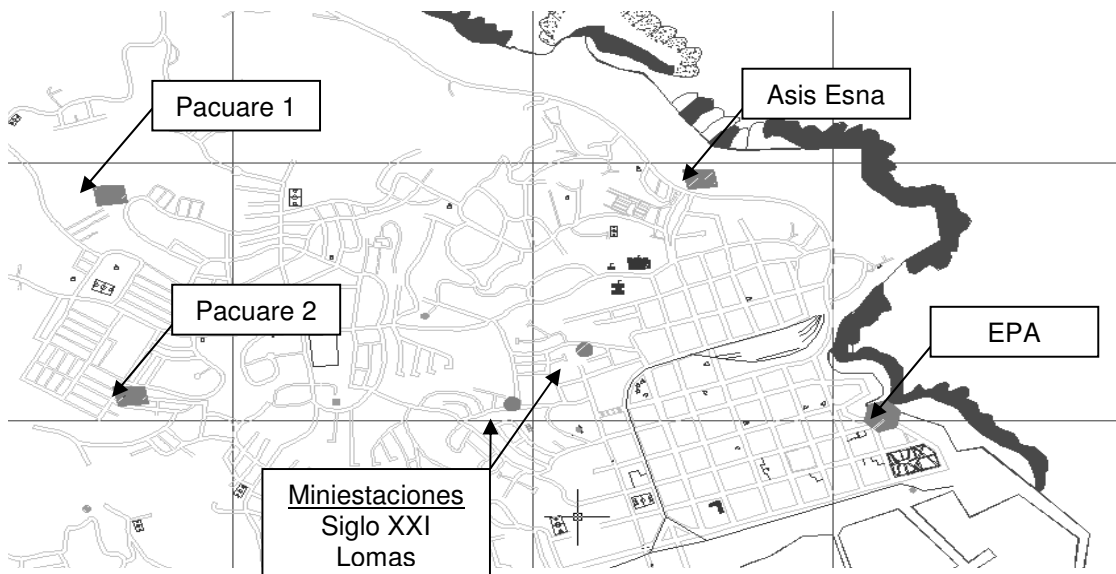 Pacuare 1
Asis Esna
Pacuare 2
EPA
Miniestaciones
Siglo XXI
Lomas